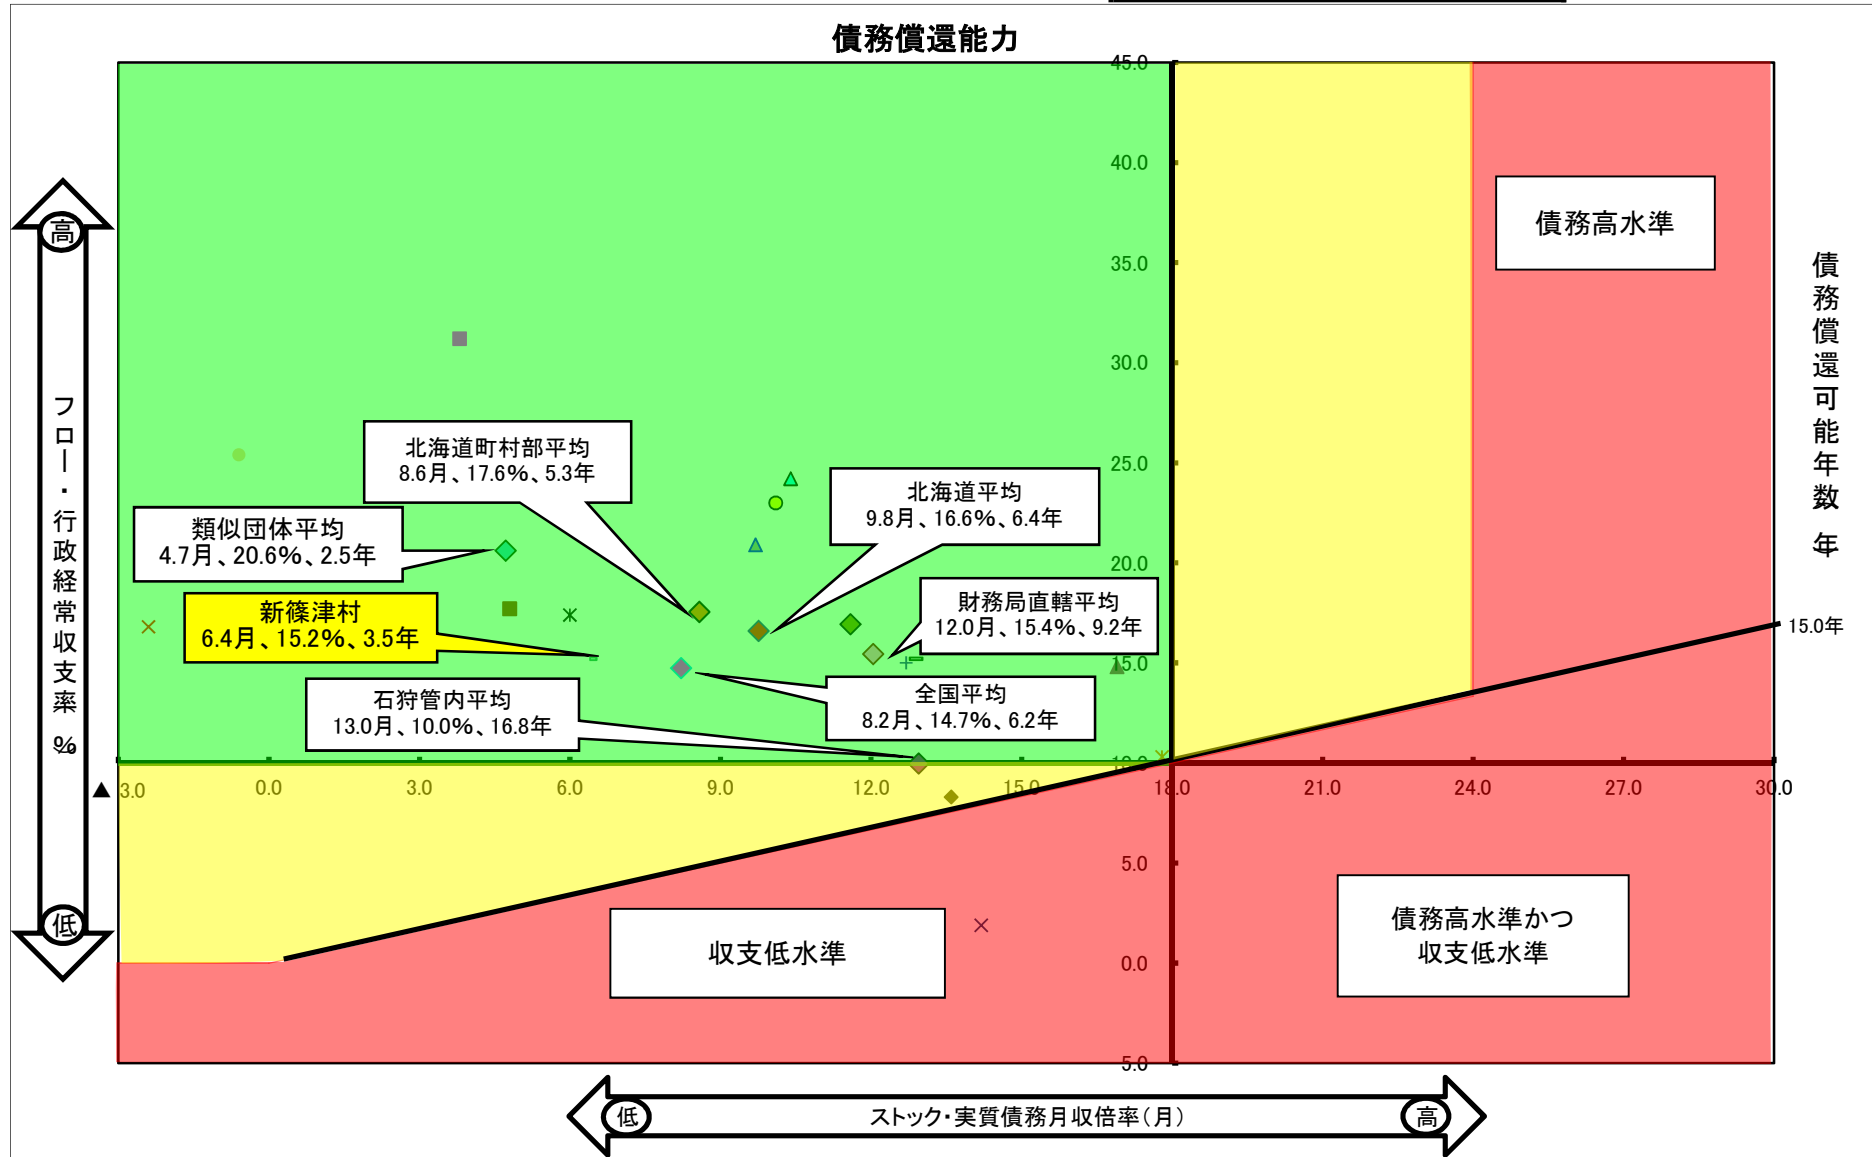 債務償還能力
45.0
40.0
35.0
30.0
25.0
20.0
15.0
10.0
5.0
0.0
5.0
高
フロー・行政経常収支率 %
低
債務償還可能年数 年
債務高水準
北海道町村部平均
8.6月、17.6%、5.3年
北海道平均
9.8月、16.6%、6.4年
類似団体平均
4.7月、20.6%、2.5年
財務局直轄平均
12.0月、15.4%、9.2年
新篠津村
6.4月、15.2%、3.5年
15.0年
石狩管内平均
13.0月、10.0%、16.8年
全国平均
8.2月、14.7%、6.2年
3.0 0.0 3.0 6.0 9.0 12.0 15.0 18.0 21.0 24.0 27.0 30.0
収支低水準
債務高水準かつ
収支低水準
低 ストック・実質債務月収倍率(月) 高